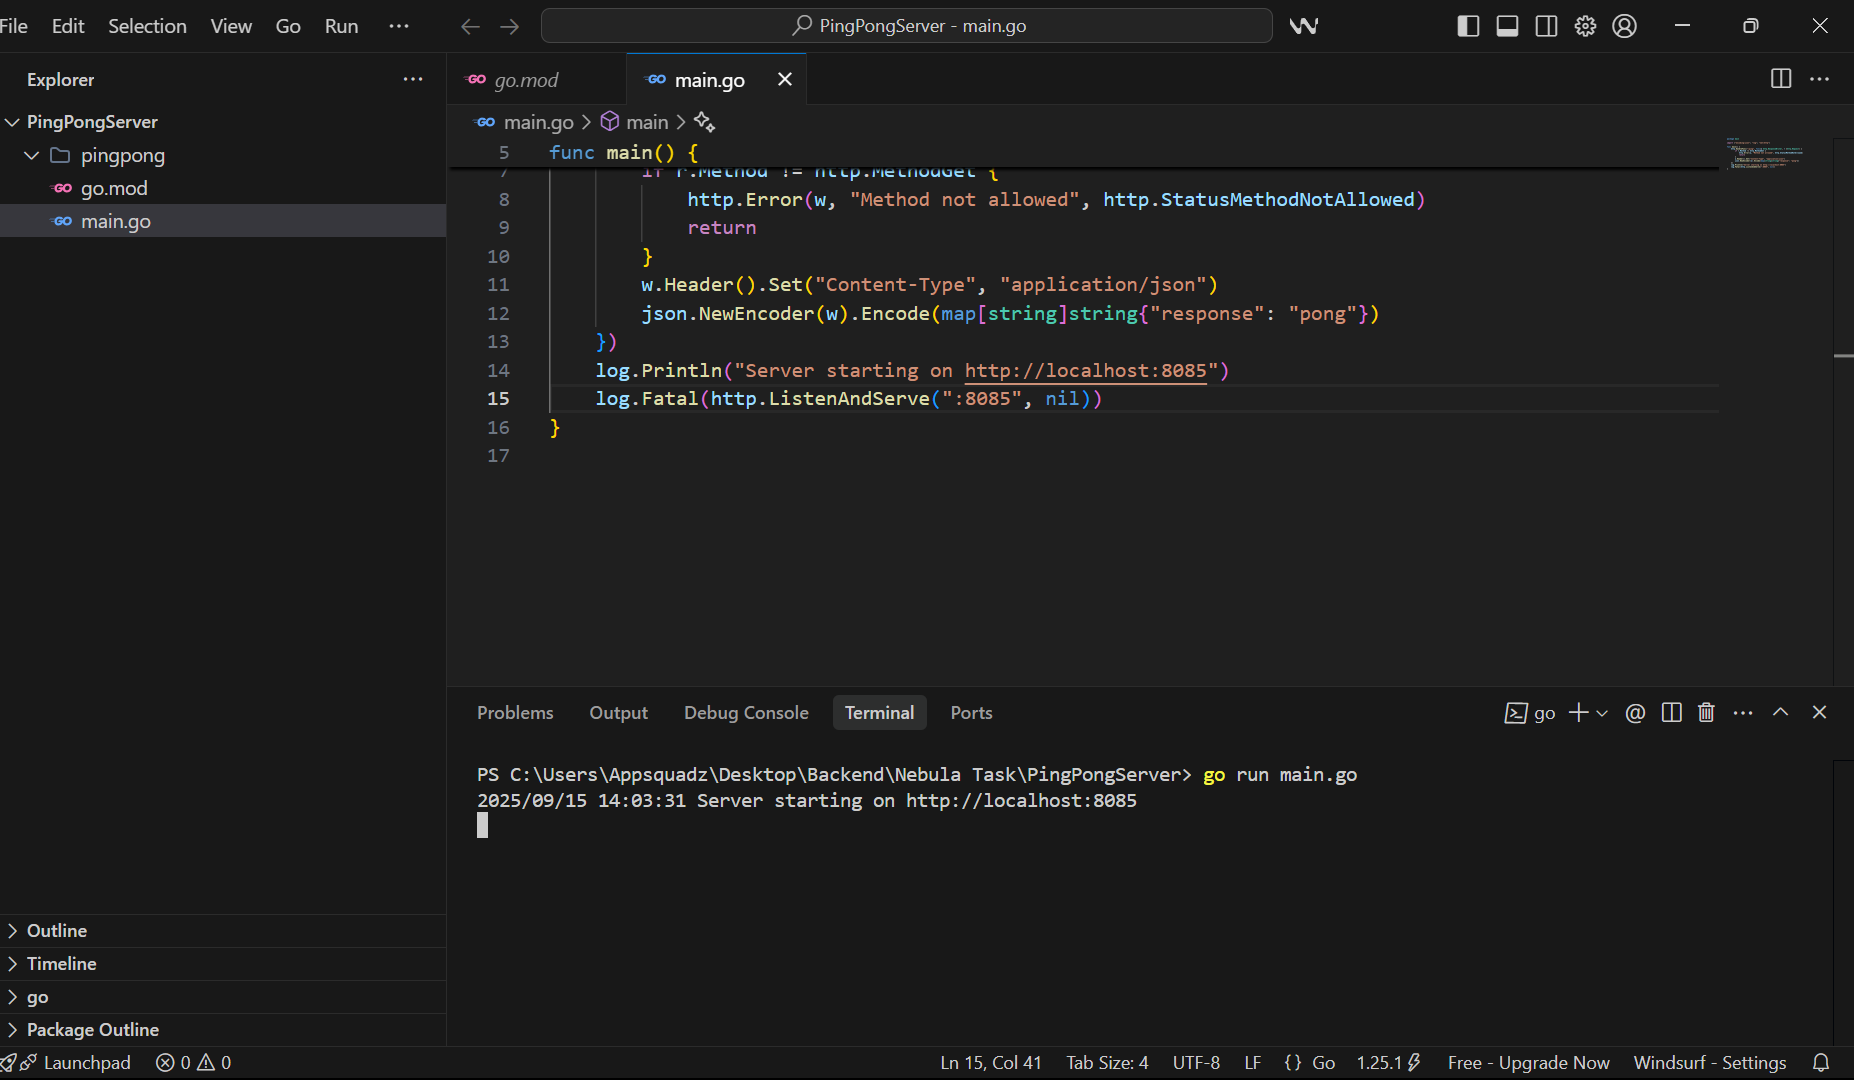 File Edit Selection View Go Run ···
PingPongServer - main.go
Explorer ···
PingPongServer
pingpong
GO go.mod
GO main.go
Outline
Timeline
go
Package Outline
GO go.mod
GO main.go
GO main.go > main >
5 func main() {
7 if r.Method != http.MethodGet {
8 http.Error(w, "Method not allowed", http.StatusMethodNotAllowed)
9 return
10 }
11 w.Header().Set("Content-Type", "application/json")
12 json.NewEncoder(w).Encode(map[string]string{"response": "pong"})
13 })
14 log.Println("Server starting on http://localhost:8085")
15 log.Fatal(http.ListenAndServe(":8085", nil))
16 }
17
Problems Output Debug Console Terminal Ports
go
PS C:\Users\Appsquadz\Desktop\Backend\Nebula Task\PingPongServer> go run main.go
2025/09/15 14:03:31 Server starting on http://localhost:8085
Launchpad 0 0
Ln 15, Col 41 Tab Size: 4 UTF-8 LF {} Go 1.25.1 Free - Upgrade Now Windsurf - Settings